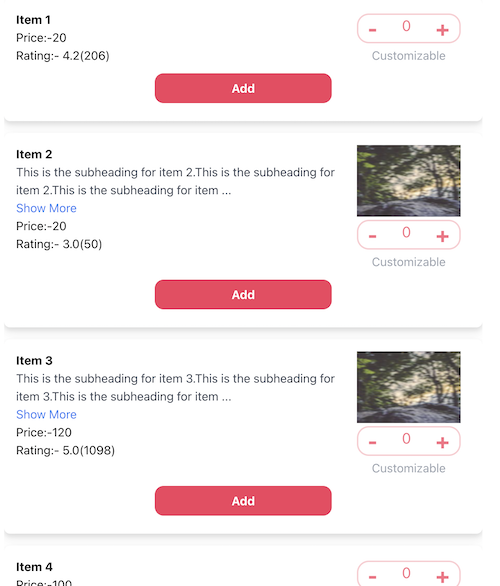 Item 1
Price:-20
Rating:- 4.2(206)
- 0 +
Customizable
Add
Item 2
This is the subheading for item 2.This is the subheading for
item 2.This is the subheading for item ...
Show More
Price:-20
Rating:- 3.0(50)
- 0 +
Customizable
Add
Item 3
This is the subheading for item 3.This is the subheading for
item 3.This is the subheading for item ...
Show More
Price:-120
Rating:- 5.0(1098)
- 0 +
Customizable
Add
Item 4
Price:-100
- 0 +